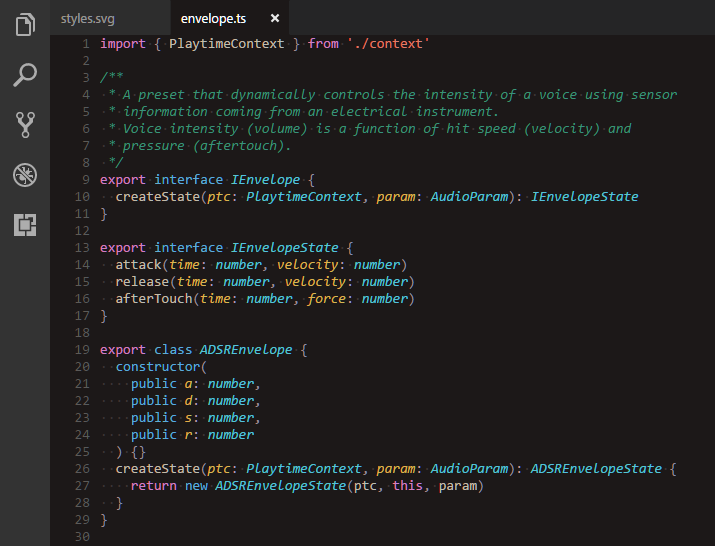 styles.svg envelope.ts ×
1 import { PlaytimeContext } from './context'
2
3 /**
4  * A preset that dynamically controls the intensity of a voice using sensor
5  * information coming from an electrical instrument.
6  * Voice intensity (volume) is a function of hit speed (velocity) and
7  * pressure (aftertouch).
8  */
9 export interface IEnvelope {
10   createState(ptc: PlaytimeContext, param: AudioParam): IEnvelopeState
11 }
12
13 export interface IEnvelopeState {
14   attack(time: number, velocity: number)
15   release(time: number, velocity: number)
16   afterTouch(time: number, force: number)
17 }
18
19 export class ADSREnvelope {
20   constructor(
21     public a: number,
22     public d: number,
23     public s: number,
24     public r: number
25   ) {}
26   createState(ptc: PlaytimeContext, param: AudioParam): ADSREnvelopeState {
27     return new ADSREnvelopeState(ptc, this, param)
28   }
29 }
30